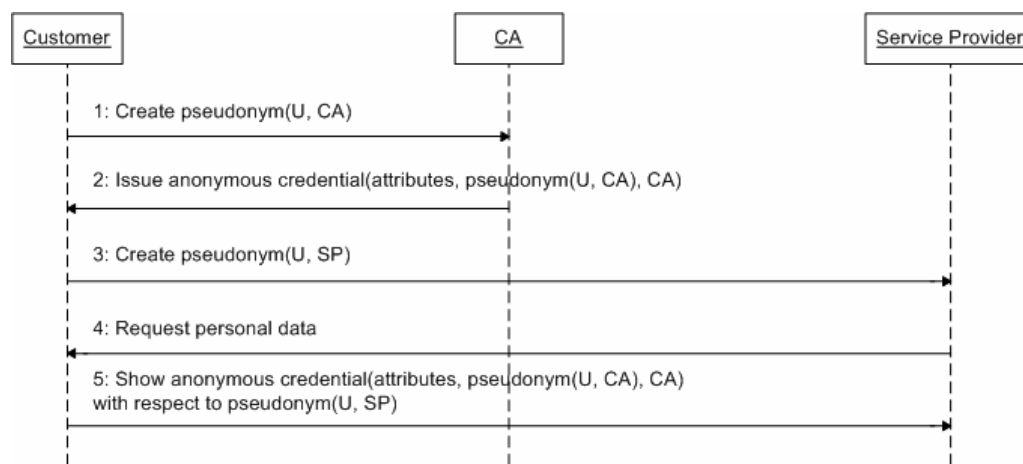 Customer
CA
Service Provider
1: Create pseudonym(U, CA)
2: Issue anonymous credential(attributes, pseudonym(U, CA), CA)
3: Create pseudonym(U, SP)
4: Request personal data
5: Show anonymous credential(attributes, pseudonym(U, CA), CA)
with respect to pseudonym(U, SP)